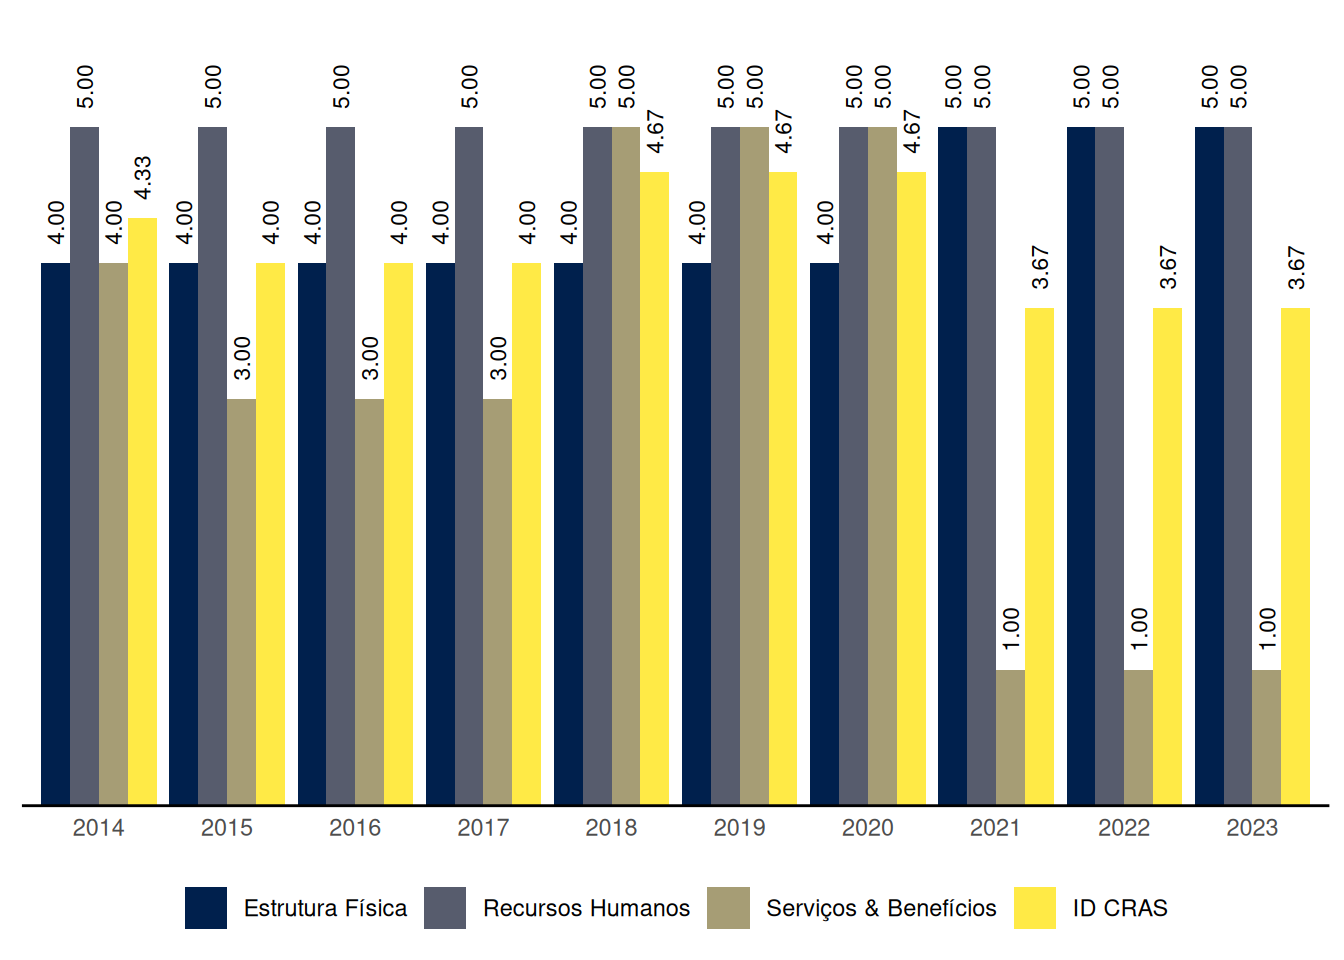 5.00 5.00 5.00 5.00 5.00 5.00 5.00 5.00 5.00 5.00 5.00 5.00 5.00 5.00 5.00 5.00
4.67 4.67 4.67
4.33
4.00 4.00 4.00 4.00 4.00 4.00 4.00 4.00 4.00 4.00 4.00
3.67 3.67 3.67
3.00 3.00 3.00
1.00 1.00 1.00
2014 2015 2016 2017 2018 2019 2020 2021 2022 2023
Estrutura Física Recursos Humanos Serviços & Benefícios ID CRAS